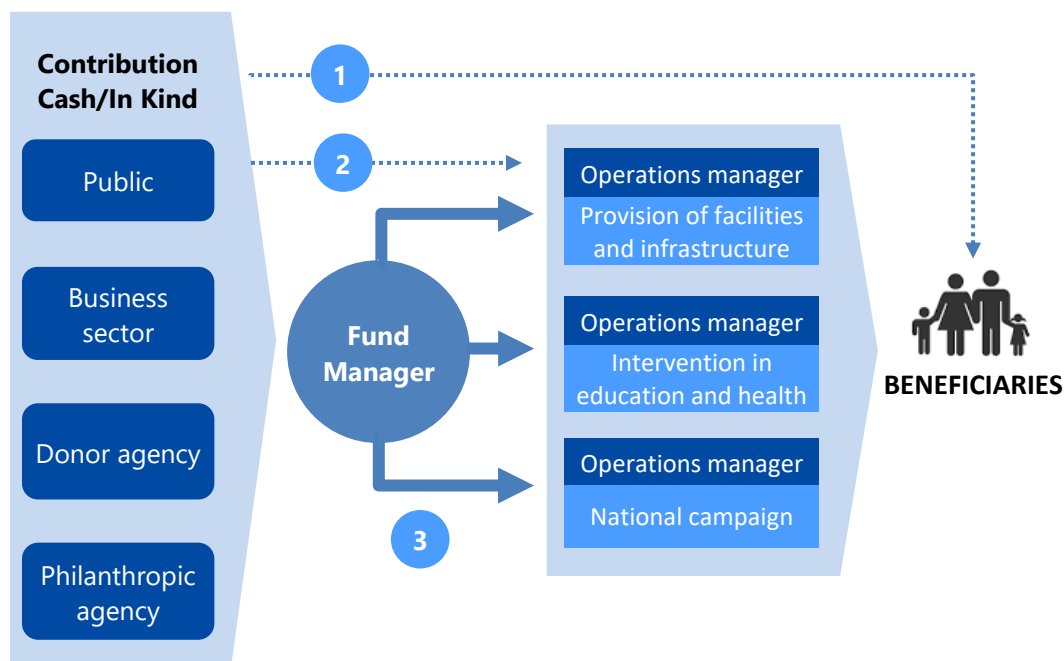 Contribution
Cash/In Kind
Public
Business
sector
Donor agency
Philanthropic
agency
1
2
Fund
Manager
3
Operations manager
Provision of facilities
and infrastructure
Operations manager
Intervention in
education and health
Operations manager
National campaign
BENEFICIARIES